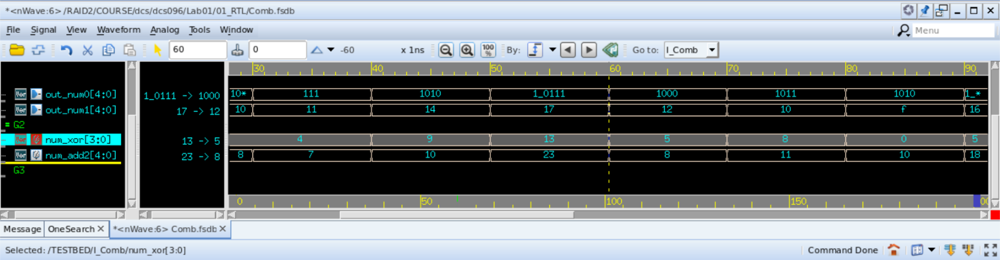 *<nWave:6> /RAID2/COURSE/dcs/dcs096/Lab01/01_RTL/Comb.fsdb
File Signal View Waveform Analog Tools Window Menu
60 0 -60 x 1ns 100 % By: Go to: I_Comb
30 40 50 60 70 80 90
Ver out_num0[4:0] 1_0111 -> 1000 10* 111 1010 1_0111 1000 1011 1010 1_*
Ver out_num1[4:0] 17 -> 12 10 11 14 17 12 10 f 16
= G2
Ver num_xor[3:0] 13 -> 5 4 9 13 5 8 0 5
Ver num_add2[4:0] 23 -> 8 8 7 10 23 8 11 10 18
G3
0 50 100 150
Message OneSearch *<nWave:6> Comb.fsdb
Selected: /TESTBED/I_Comb/num_xor[3:0] Command Done